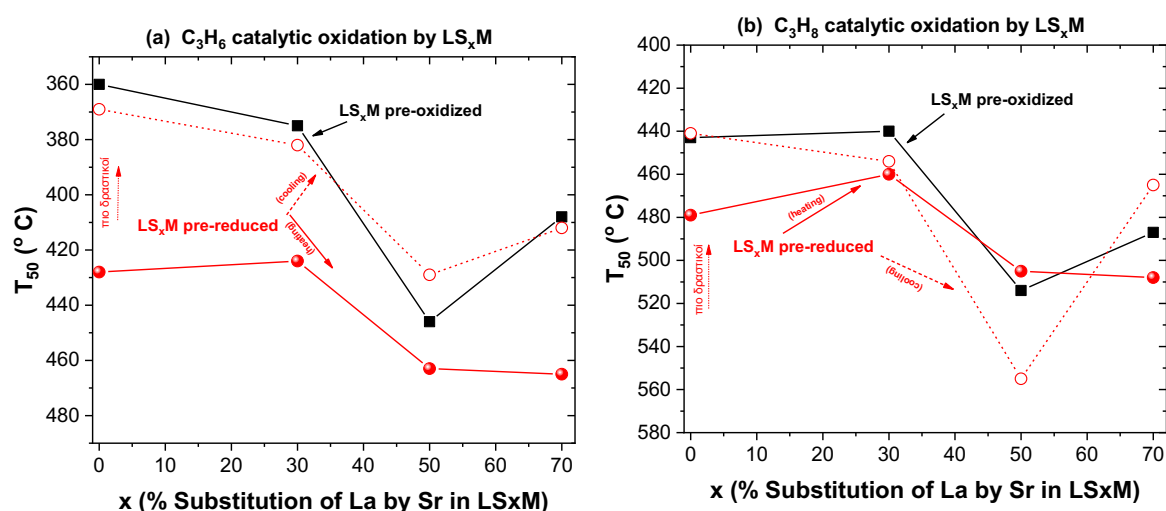 (a) C₃H₆ catalytic oxidation by LSₓM
360
380
400
420
440
460
480
T₅₀ (º C)
LSₓM pre-oxidized
πιο δραστικοί
(cooling)
LSₓM pre-reduced
(heating)
0 10 20 30 40 50 60 70
x (% Substitution of La by Sr in LSxM)
(b) C₃H₈ catalytic oxidation by LSₓM
400
420
440
460
480
500
520
540
560
580
T₅₀ (º C)
LSₓM pre-oxidized
(heating)
LSₓM pre-reduced
(cooling)
πιο δραστικοί
0 10 20 30 40 50 60 70
x (% Substitution of La by Sr in LSxM)